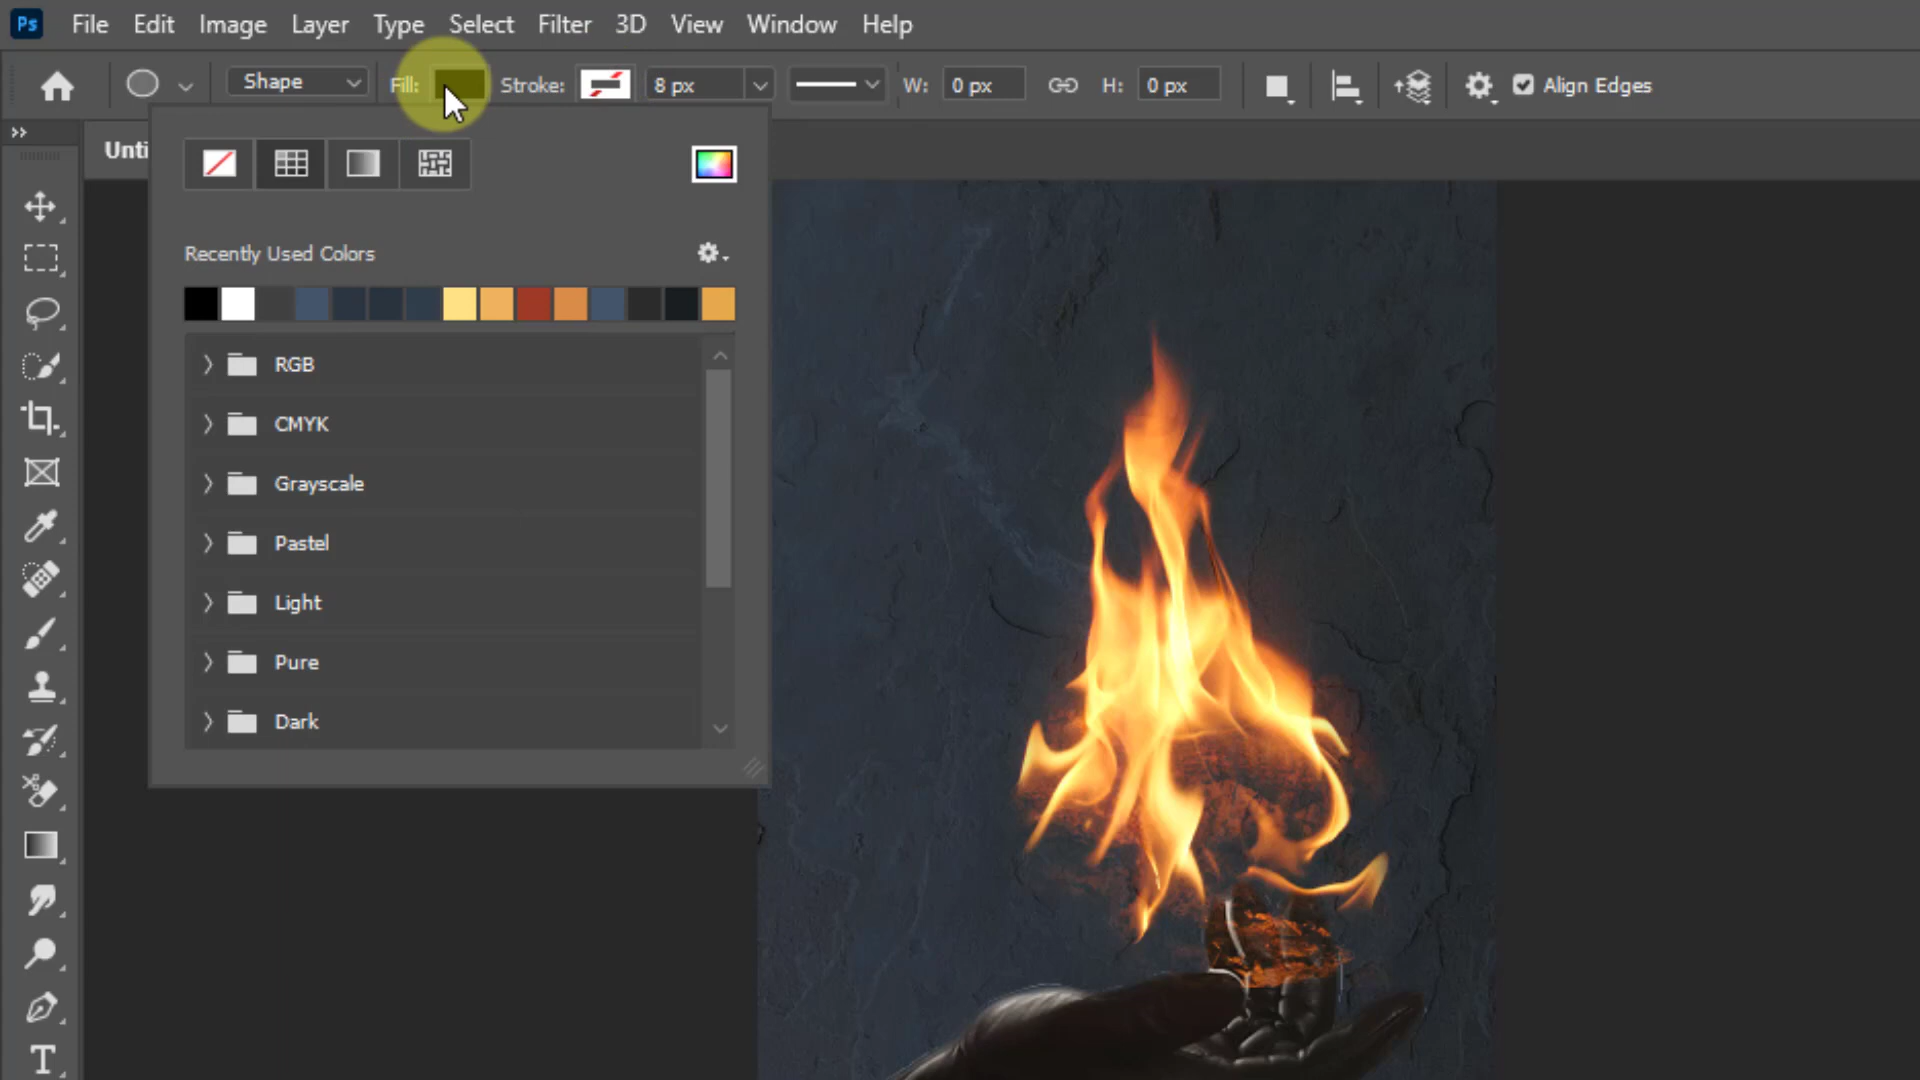 Ps File Edit Image Layer Type Select Filter 3D View Window Help
Shape Fill: Stroke: 8 px W: 0 px H: 0 px Align Edges
Unti
Recently Used Colors
RGB
CMYK
Grayscale
Pastel
Light
Pure
Dark
T